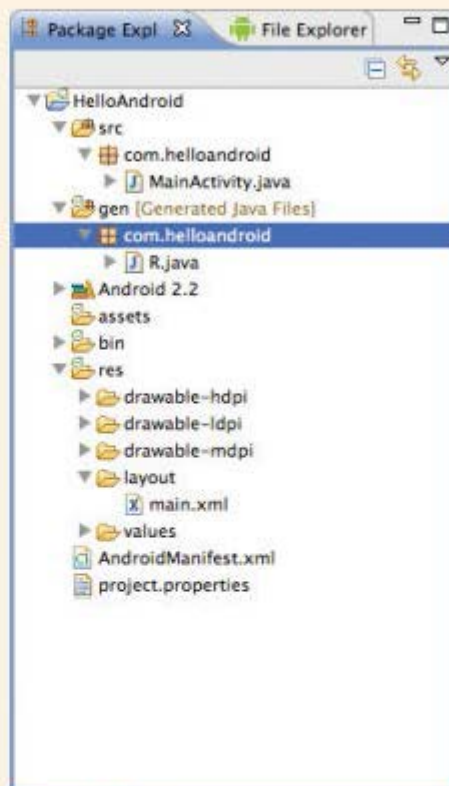 Package Expl
File Explorer
HelloAndroid
src
com.helloandroid
MainActivity.java
gen [Generated Java Files]
com.helloandroid
R.java
Android 2.2
assets
bin
res
drawable-hdpi
drawable-ldpi
drawable-mdpi
layout
main.xml
values
AndroidManifest.xml
project.properties